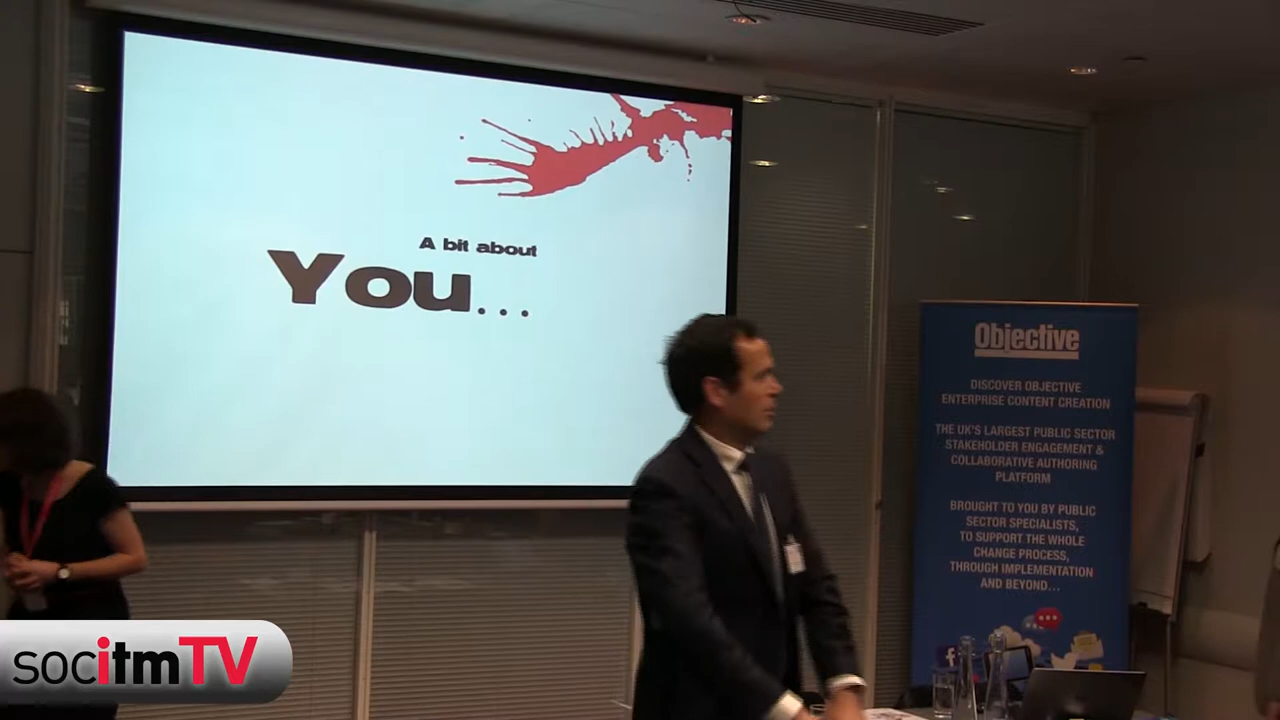 A bit about
You...
Objective
DISCOVER OBJECTIVE
ENTERPRISE CONTENT CREATION
THE UK'S LARGEST PUBLIC SECTOR
STAKEHOLDER ENGAGEMENT &
COLLABORATIVE AUTHORING
PLATFORM
BROUGHT TO YOU BY PUBLIC
SECTOR SPECIALISTS,
TO SUPPORT THE WHOLE
CHANGE PROCESS,
THROUGH IMPLEMENTATION
AND BEYOND...
f
socitmTV